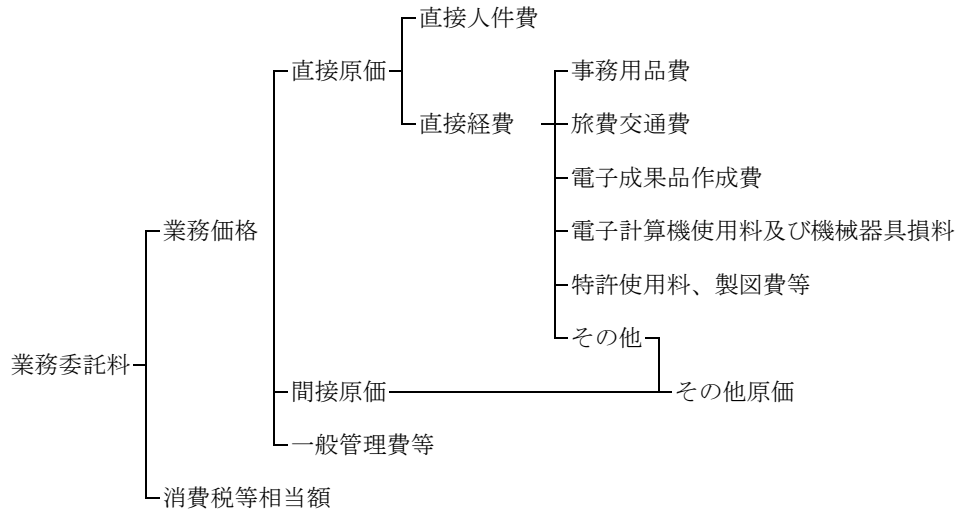 直接人件費
直接原価
事務用品費
直接経費
旅費交通費
電子成果品作成費
業務価格
電子計算機使用料及び機械器具損料
特許使用料、製図費等
その他
業務委託料
間接原価
その他原価
一般管理費等
消費税等相当額